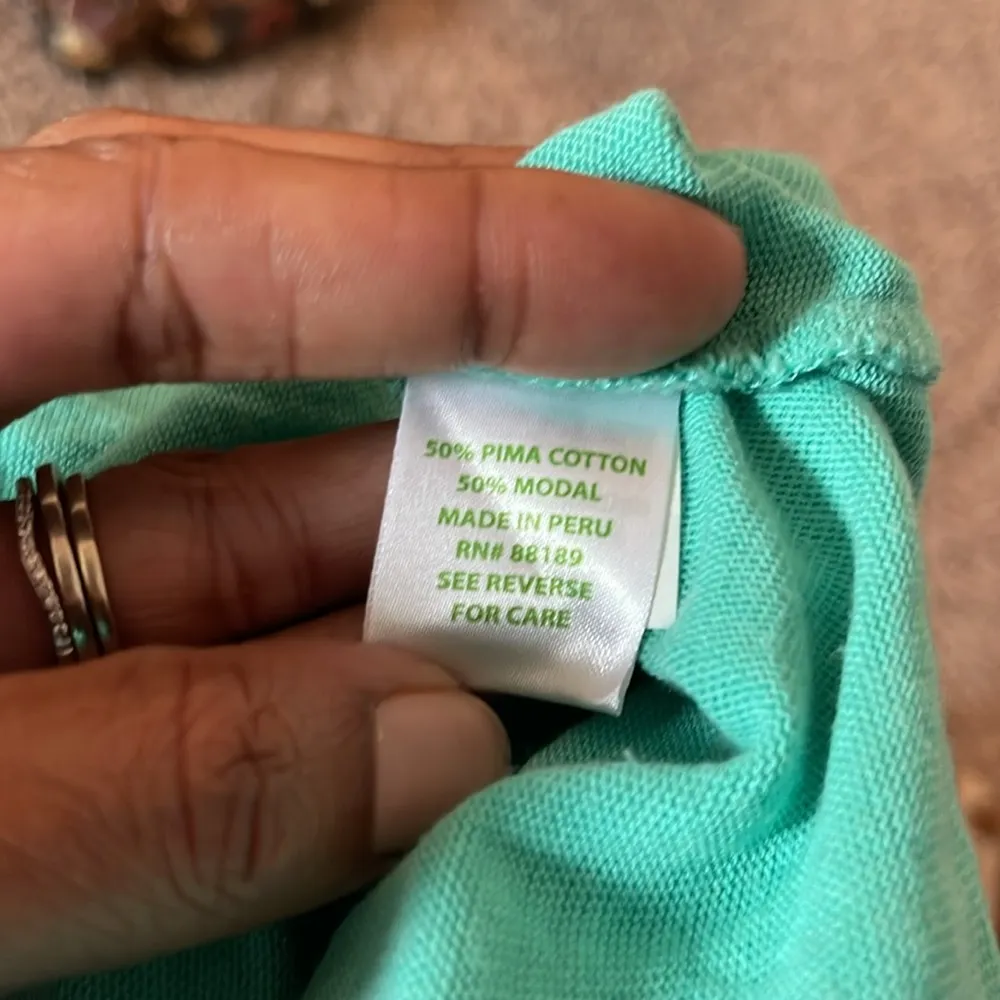 50% PIMA COTTON
50% MODAL
MADE IN PERU
RN# 88189
SEE REVERSE
FOR CARE